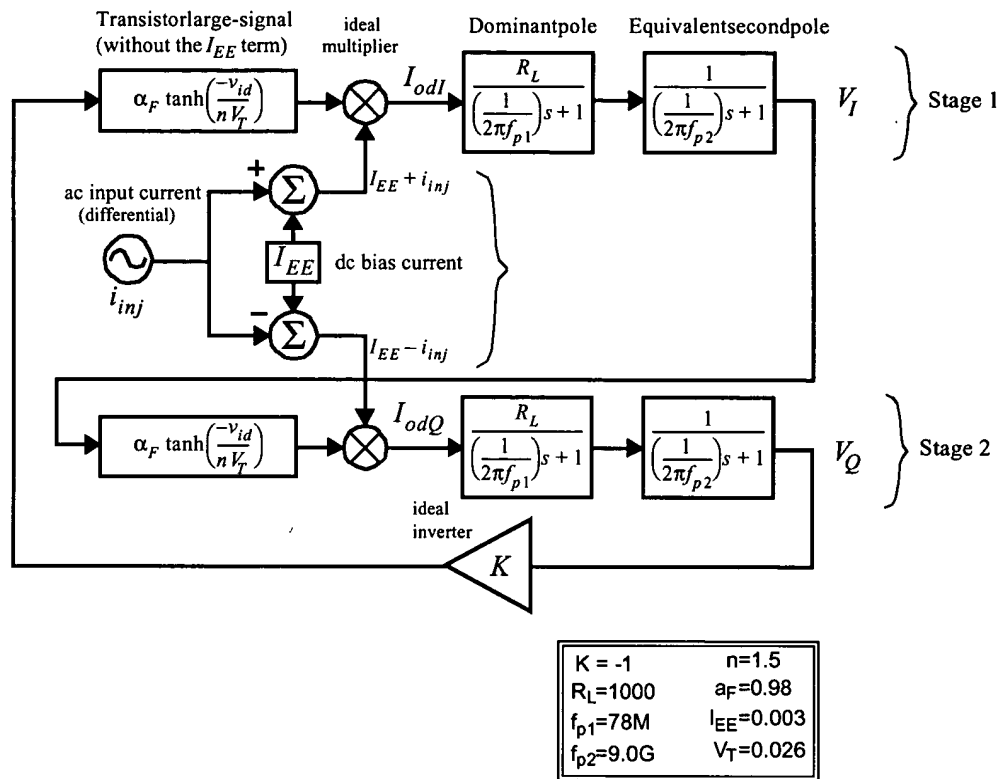 Transistorlarge-signal
(without the I_EE term)
ideal
multiplier
Dominantpole
Equivalentsecondpole
α_F tanh(-v_id / nV_T)
I_odI
R_L / ((1/2πf_p1)s+1)
1 / ((1/2πf_p2)s+1)
V_I
Stage 1
+
Σ
I_EE + i_inj
ac input current
(differential)
i_inj
I_EE
dc bias current
−
Σ
I_EE − i_inj
α_F tanh(-v_id / nV_T)
I_odQ
R_L / ((1/2πf_p1)s+1)
1 / ((1/2πf_p2)s+1)
V_Q
Stage 2
ideal
inverter
K
K = -1 n=1.5
R_L=1000 a_F=0.98
f_p1=78M I_EE=0.003
f_p2=9.0G V_T=0.026